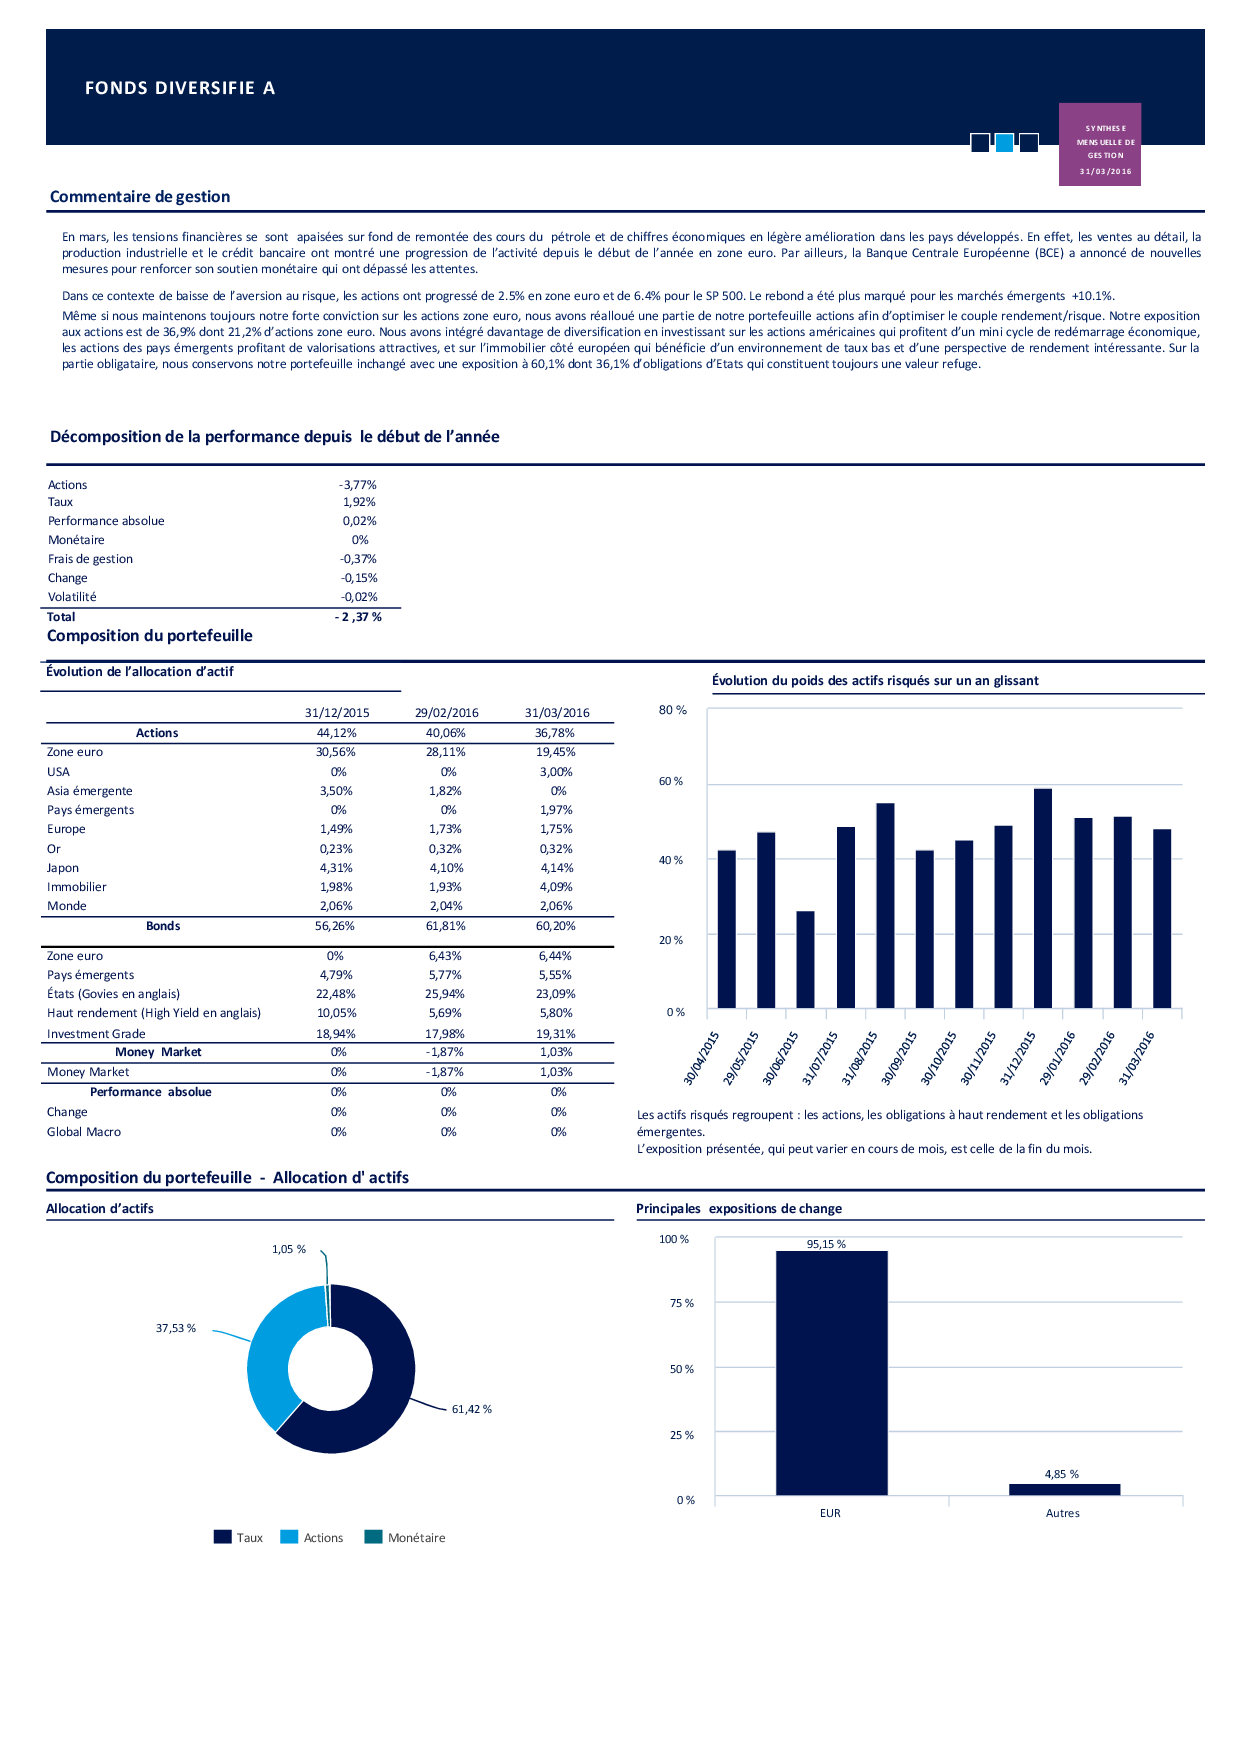 FONDS DIVERSIFIE A
SYNTHESE
MENSUELLE DE
GESTION
31/03/2016
Commentaire de gestion
En mars, les tensions financières se sont apaisées sur fond de remontée des cours du pétrole et de chiffres économiques en légère amélioration dans les pays développés. En effet, les ventes au détail, la
production industrielle et le crédit bancaire ont montré une progression de l’activité depuis le début de l’année en zone euro. Par ailleurs, la Banque Centrale Européenne (BCE) a annoncé de nouvelles
mesures pour renforcer son soutien monétaire qui ont dépassé les attentes.
Dans ce contexte de baisse de l’aversion au risque, les actions ont progressé de 2.5% en zone euro et de 6.4% pour le SP 500. Le rebond a été plus marqué pour les marchés émergents +10.1%.
Même si nous maintenons toujours notre forte conviction sur les actions zone euro, nous avons réalloué une partie de notre portefeuille actions afin d’optimiser le couple rendement/risque. Notre exposition
aux actions est de 36,9% dont 21,2% d’actions zone euro. Nous avons intégré davantage de diversification en investissant sur les actions américaines qui profitent d’un mini cycle de redémarrage économique,
les actions des pays émergents profitant de valorisations attractives, et sur l’immobilier côté européen qui bénéficie d’un environnement de taux bas et d’une perspective de rendement intéressante. Sur la
partie obligataire, nous conservons notre portefeuille inchangé avec une exposition à 60,1% dont 36,1% d’obligations d’Etats qui constituent toujours une valeur refuge.
Décomposition de la performance depuis le début de l’année
Actions -3,77%
Taux 1,92%
Performance absolue 0,02%
Monétaire 0%
Frais de gestion -0,37%
Change -0,15%
Volatilité -0,02%
Total - 2 ,37 %
Composition du portefeuille
Évolution de l’allocation d’actif
31/12/2015 29/02/2016 31/03/2016
Actions 44,12% 40,06% 36,78%
Zone euro 30,56% 28,11% 19,45%
USA 0% 0% 3,00%
Asia émergente 3,50% 1,82% 0%
Pays émergents 0% 0% 1,97%
Europe 1,49% 1,73% 1,75%
Or 0,23% 0,32% 0,32%
Japon 4,31% 4,10% 4,14%
Immobilier 1,98% 1,93% 4,09%
Monde 2,06% 2,04% 2,06%
Bonds 56,26% 61,81% 60,20%
Zone euro 0% 6,43% 6,44%
Pays émergents 4,79% 5,77% 5,55%
États (Govies en anglais) 22,48% 25,94% 23,09%
Haut rendement (High Yield en anglais) 10,05% 5,69% 5,80%
Investment Grade 18,94% 17,98% 19,31%
Money Market 0% -1,87% 1,03%
Money Market 0% -1,87% 1,03%
Performance absolue 0% 0% 0%
Change 0% 0% 0%
Global Macro 0% 0% 0%
Évolution du poids des actifs risqués sur un an glissant
80 %
60 %
40 %
20 %
0 %
30/04/2015 29/05/2015 30/06/2015 31/07/2015 31/08/2015 30/09/2015 30/10/2015 30/11/2015 31/12/2015 29/01/2016 29/02/2016 31/03/2016
Les actifs risqués regroupent : les actions, les obligations à haut rendement et les obligations
émergentes.
L’exposition présentée, qui peut varier en cours de mois, est celle de la fin du mois.
Composition du portefeuille - Allocation d' actifs
Allocation d’actifs
1,05 %
37,53 %
61,42 %
Taux Actions Monétaire
Principales expositions de change
100 %
95,15 %
75 %
50 %
25 %
4,85 %
0 %
EUR Autres